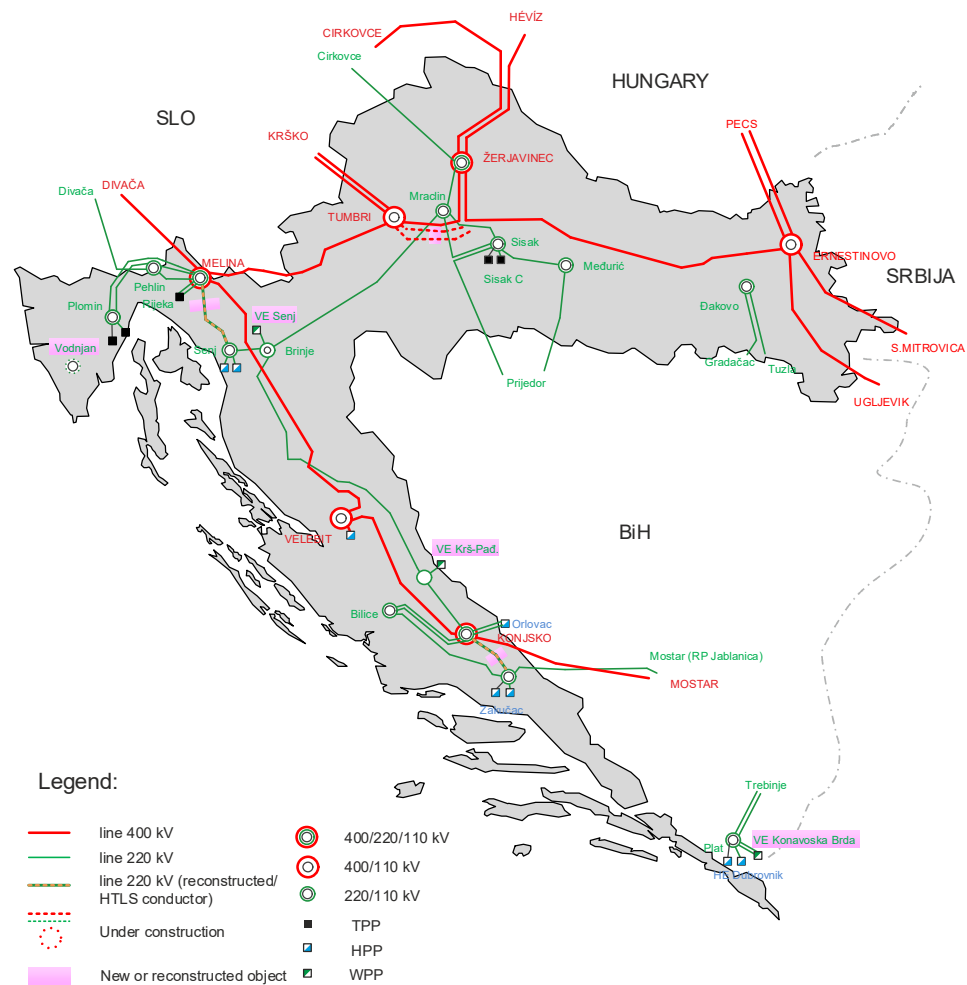 HÉVÍZ
CIRKOVCE
Cirkovce
HUNGARY
SLO
PECS
KRŠKO
ŽERJAVINEC
DIVAČA
Divača
Mraclin
TUMBRI
Sisak
ERNESTINOVO
MELINA
Međurić
SRBIJA
Pehlin
Sisak C
Rijeka
Plomin
Đakovo
VE Senj
Vodnjan
Senj
Brinje
S.MITROVICA
Gradačac
Tuzla
Prijedor
UGLJEVIK
BiH
VELEBIT
VE Krš-Pađ.
Bilice
Orlovac
KONJSKO
Mostar (RP Jablanica)
MOSTAR
Zakučac
Trebinje
VE Konavoska Brda
Plat
HE Dubrovnik
Legend:
line 400 kV
line 220 kV
line 220 kV (reconstructed/
HTLS conductor)
Under construction
New or reconstructed object
400/220/110 kV
400/110 kV
220/110 kV
TPP
HPP
WPP